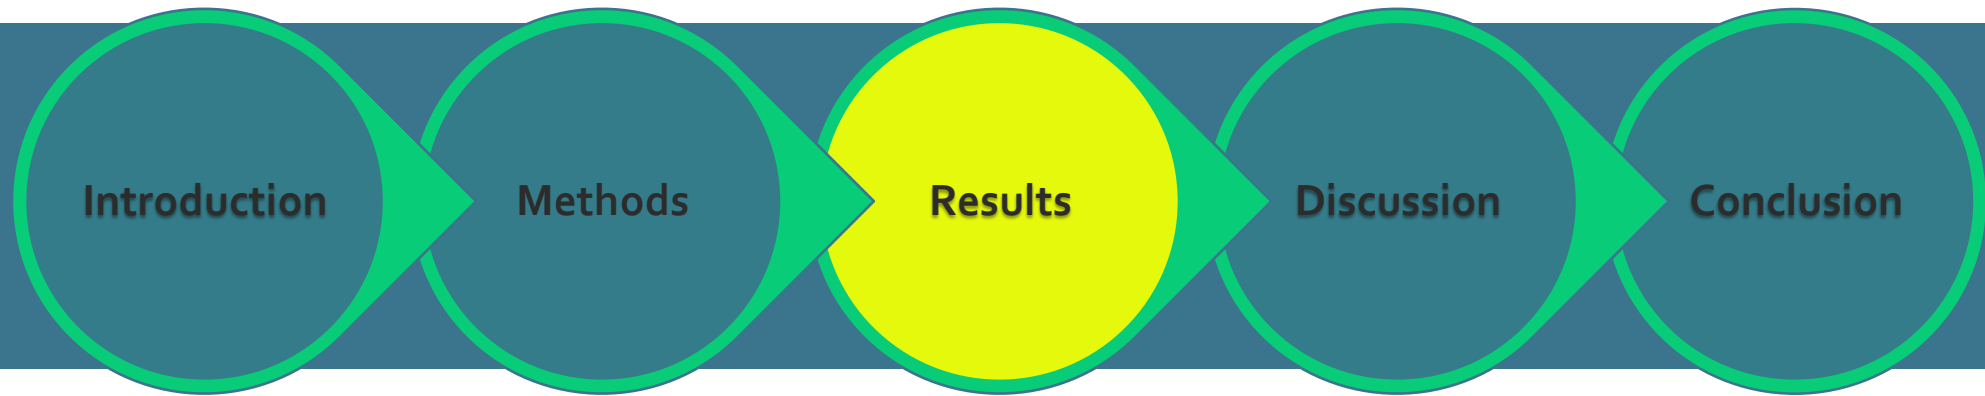 Introduction
Methods
Results
Discussion
Conclusion